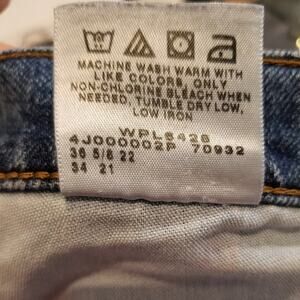 MACHINE WASH WARM WITH
LIKE COLORS, ONLY
NON-CHLORINE BLEACH WHEN
NEEDED, TUMBLE DRY LOW,
LOW IRON
WPL5428
4J000002P 70932
36 5/6 22
34 21